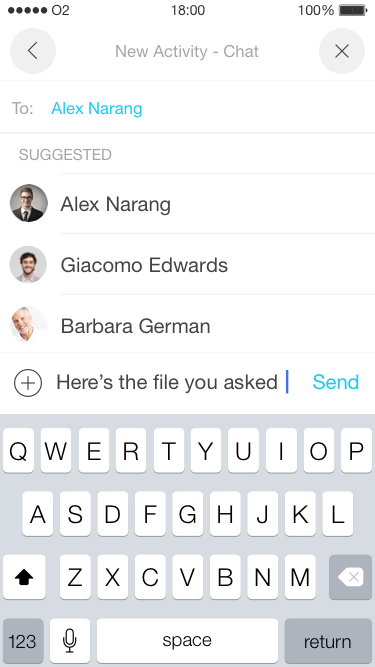 O2 18:00 100%
New Activity - Chat
To: Alex Narang
SUGGESTED
Alex Narang
Giacomo Edwards
Barbara German
Here's the file you asked Send
Q W E R T Y U I O P
A S D F G H J K L
Z X C V B N M
123 space return